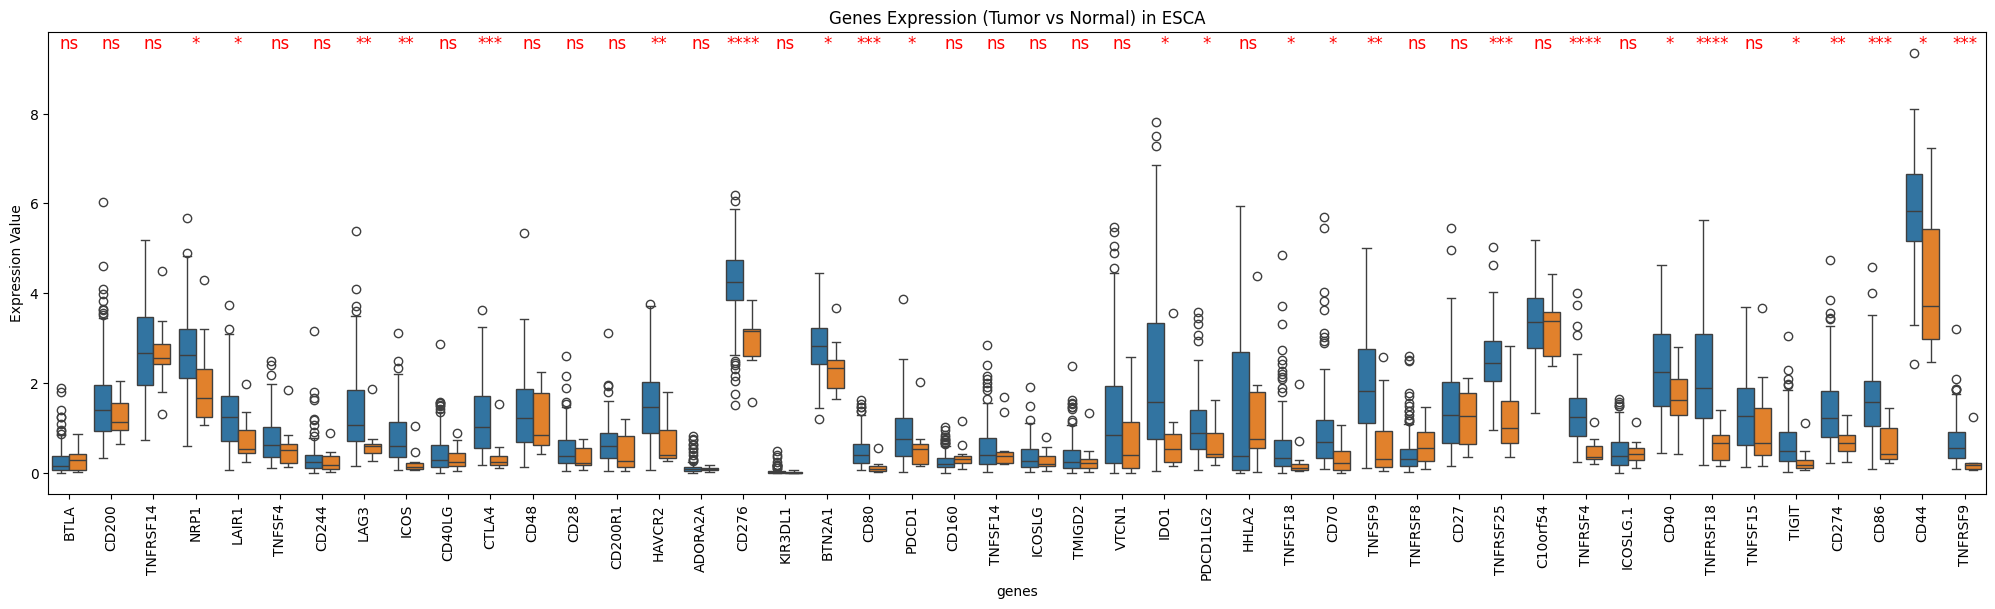 Genes Expression (Tumor vs Normal) in ESCA
ns ns ns * * ns ns ** ** ns *** ns ns ns ** ns **** ns * *** * ns ns ns ns ns * * ns * * ** ns ns *** ns **** ns * **** ns * ** *** * ***
Expression Value
8
6
4
2
0
BTLA
CD200
TNFRSF14
NRP1
LAIR1
TNFSF4
CD244
LAG3
ICOS
CD40LG
CTLA4
CD48
CD28
CD200R1
HAVCR2
ADORA2A
CD276
KIR3DL1
BTN2A1
CD80
PDCD1
CD160
TNFSF14
ICOSLG
TMIGD2
VTCN1
IDO1
PDCD1LG2
HHLA2
TNFSF18
CD70
TNFSF9
TNFRSF8
CD27
TNFRSF25
C10orf54
TNFRSF4
ICOSLG.1
CD40
TNFRSF18
TNFSF15
TIGIT
CD274
CD86
CD44
TNFRSF9
genes